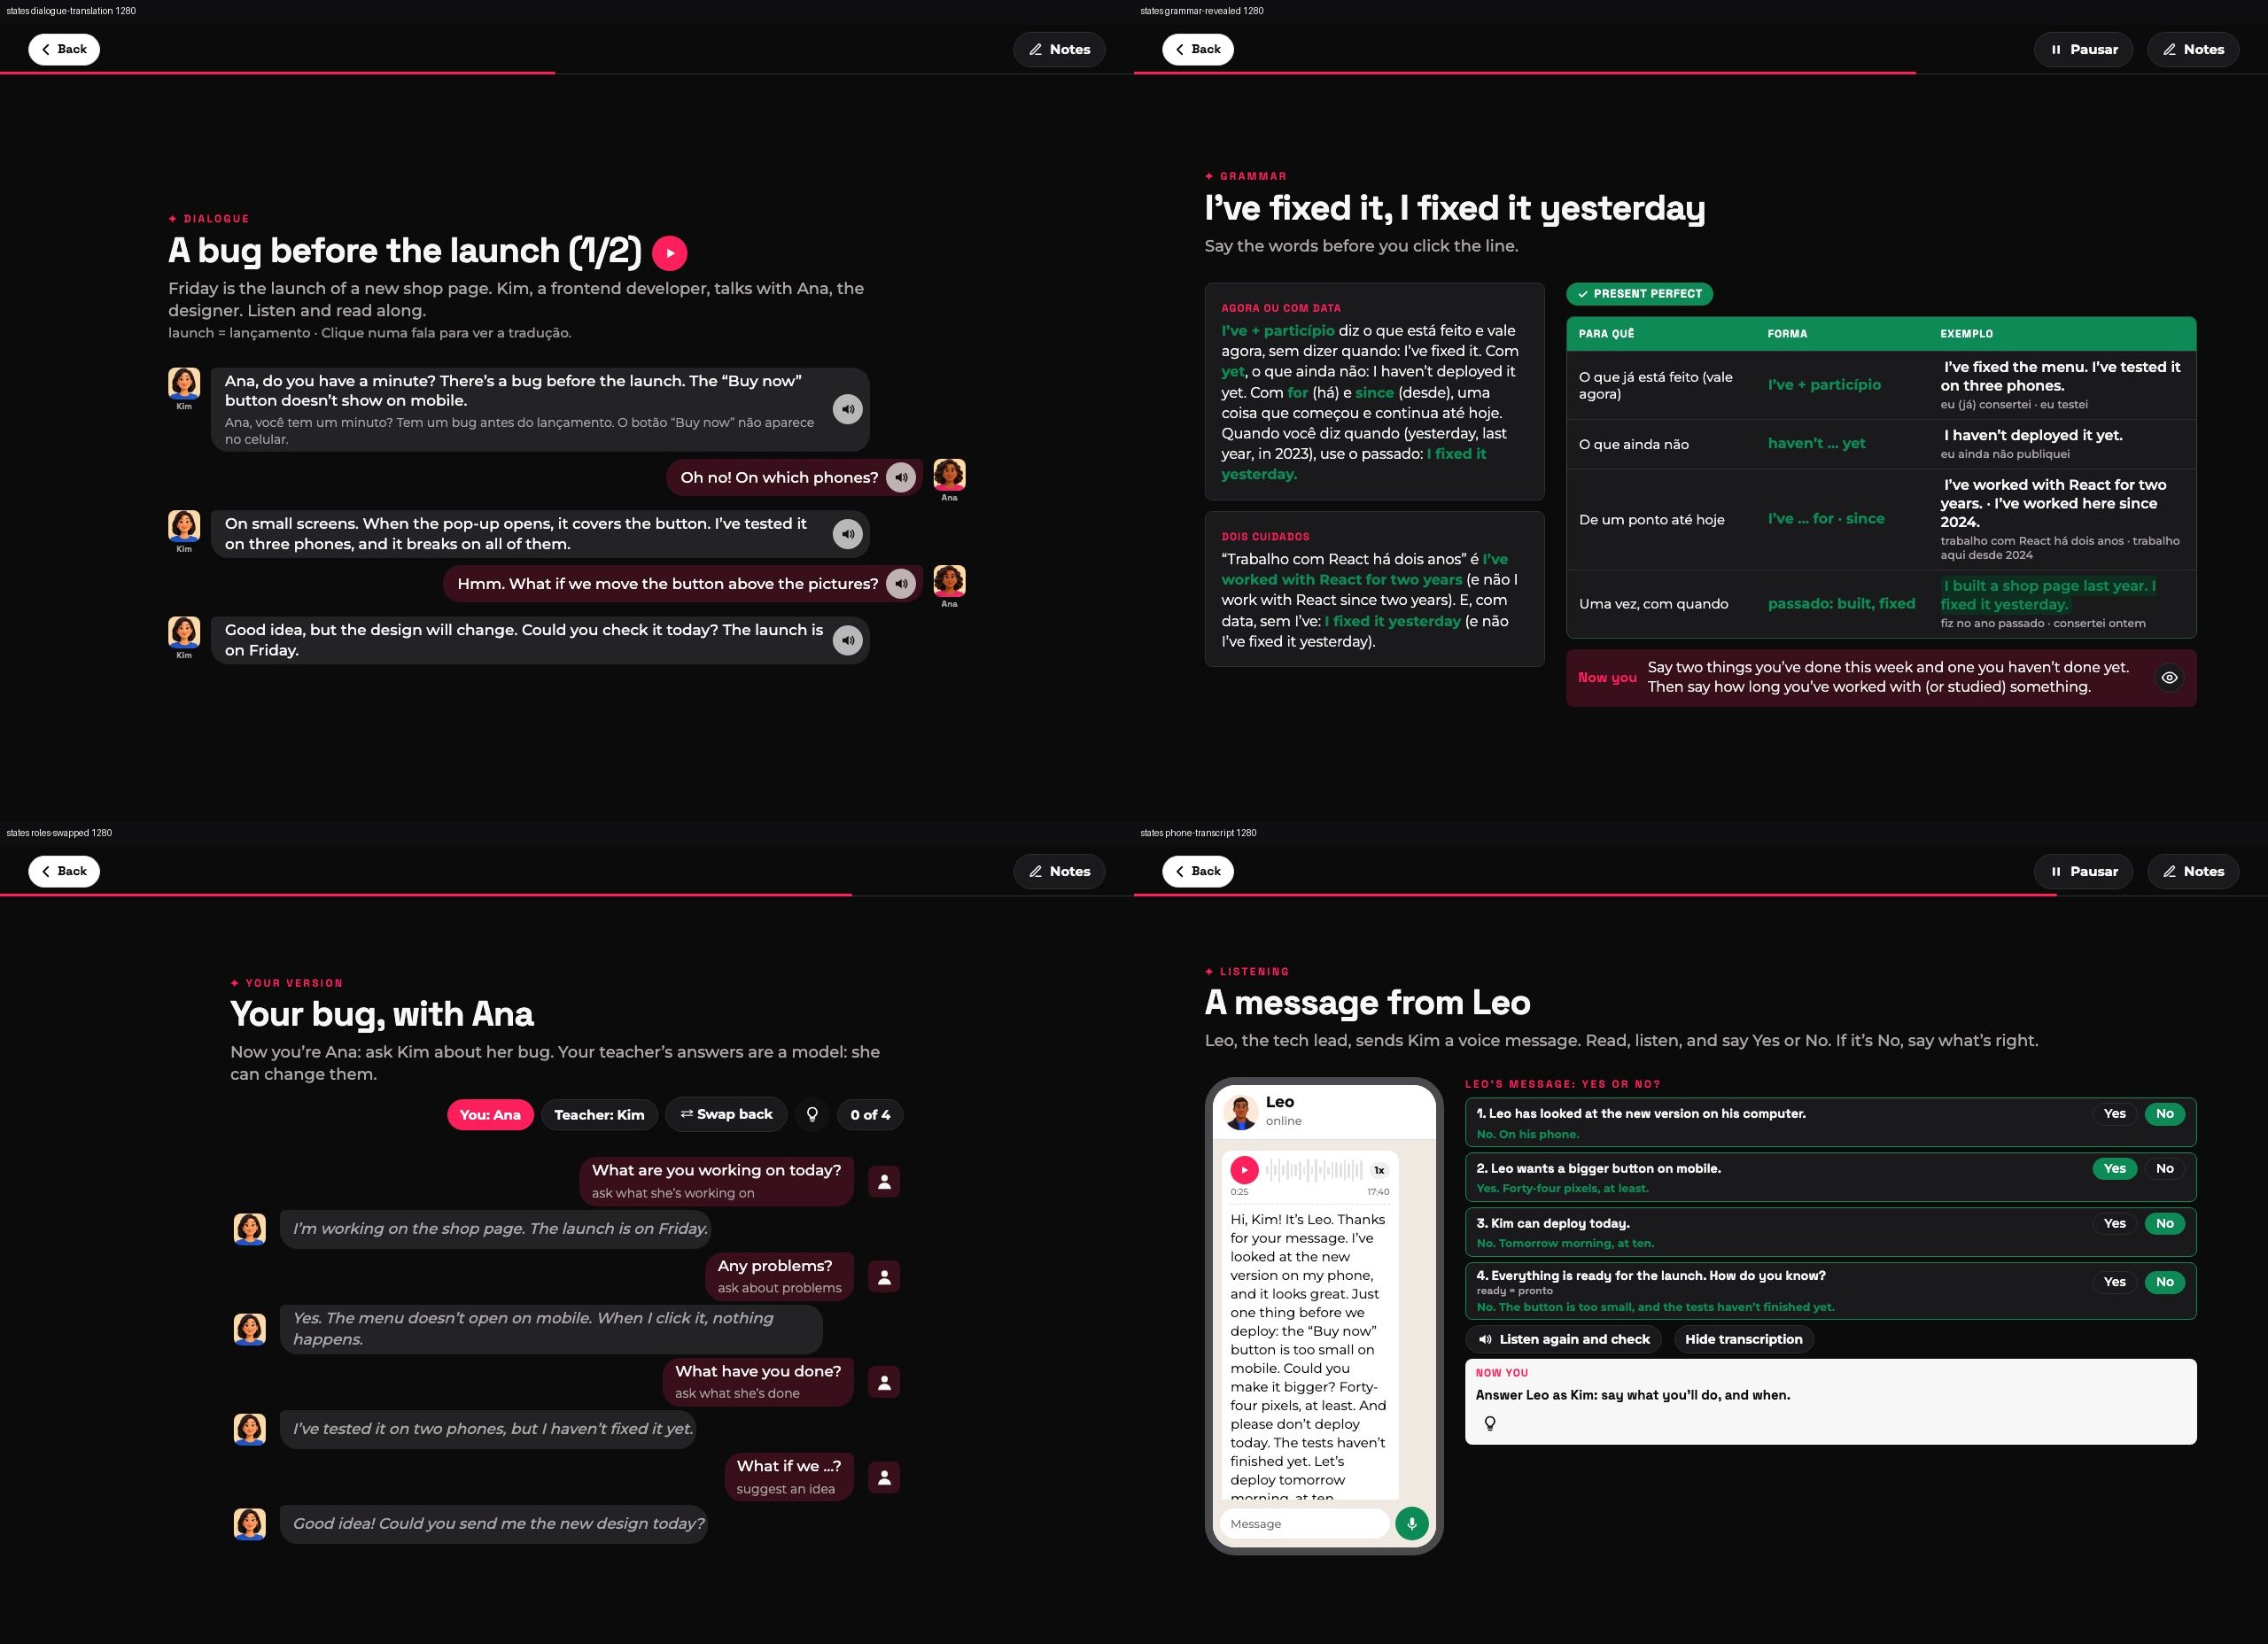 states dialogue-translation 1280
Back
Notes
✦ DIALOGUE
A bug before the launch (1/2)
Friday is the launch of a new shop page. Kim, a frontend developer, talks with Ana, the
designer. Listen and read along.
launch = lançamento · Clique numa fala para ver a tradução.
Kim
Ana, do you have a minute? There’s a bug before the launch. The “Buy now”
button doesn’t show on mobile.
Ana, você tem um minuto? Tem um bug antes do lançamento. O botão “Buy now” não aparece
no celular.
Oh no! On which phones?
Ana
Kim
On small screens. When the pop-up opens, it covers the button. I’ve tested it
on three phones, and it breaks on all of them.
Hmm. What if we move the button above the pictures?
Ana
Kim
Good idea, but the design will change. Could you check it today? The launch is
on Friday.
states grammar-revealed 1280
Back
Pausar
Notes
✦ GRAMMAR
I’ve fixed it, I fixed it yesterday
Say the words before you click the line.
AGORA OU COM DATA
I’ve + particípio diz o que está feito e vale
agora, sem dizer quando: I’ve fixed it. Com
yet, o que ainda não: I haven’t deployed it
yet. Com for (há) e since (desde), uma
coisa que começou e continua até hoje.
Quando você diz quando (yesterday, last
year, in 2023), use o passado: I fixed it
yesterday.
DOIS CUIDADOS
“Trabalho com React há dois anos” é I’ve
worked with React for two years (e não I
work with React since two years). E, com
data, sem I’ve: I fixed it yesterday (e não
I’ve fixed it yesterday).
PRESENT PERFECT
PARA QUÊ
FORMA
EXEMPLO
O que já está feito (vale
agora)
I’ve + particípio
I’ve fixed the menu. I’ve tested it
on three phones.
eu (já) consertei · eu testei
O que ainda não
haven’t ... yet
I haven’t deployed it yet.
eu ainda não publiquei
De um ponto até hoje
I’ve ... for · since
I’ve worked with React for two
years. · I’ve worked here since
2024.
trabalho com React há dois anos · trabalho
aqui desde 2024
Uma vez, com quando
passado: built, fixed
I built a shop page last year. I
fixed it yesterday.
fiz no ano passado · consertei ontem
Now you
Say two things you’ve done this week and one you haven’t done yet.
Then say how long you’ve worked with (or studied) something.
states roles-swapped 1280
Back
Notes
✦ YOUR VERSION
Your bug, with Ana
Now you’re Ana: ask Kim about her bug. Your teacher’s answers are a model: she
can change them.
You: Ana
Teacher: Kim
Swap back
0 of 4
What are you working on today?
ask what she’s working on
I’m working on the shop page. The launch is on Friday.
Any problems?
ask about problems
Yes. The menu doesn’t open on mobile. When I click it, nothing
happens.
What have you done?
ask what she’s done
I’ve tested it on two phones, but I haven’t fixed it yet.
What if we ...?
suggest an idea
Good idea! Could you send me the new design today?
states phone-transcript 1280
Back
Pausar
Notes
✦ LISTENING
A message from Leo
Leo, the tech lead, sends Kim a voice message. Read, listen, and say Yes or No. If it’s No, say what’s right.
Leo
online
1x
0:25
17:40
Hi, Kim! It’s Leo. Thanks
for your message. I’ve
looked at the new
version on my phone,
and it looks great. Just
one thing before we
deploy: the “Buy now”
button is too small on
mobile. Could you
make it bigger? Forty-
four pixels, at least. And
please don’t deploy
today. The tests haven’t
finished yet. Let’s
deploy tomorrow
morning, at ten.
Message
LEO’S MESSAGE: YES OR NO?
1. Leo has looked at the new version on his computer.
Yes
No
No. On his phone.
2. Leo wants a bigger button on mobile.
Yes
No
Yes. Forty-four pixels, at least.
3. Kim can deploy today.
Yes
No
No. Tomorrow morning, at ten.
4. Everything is ready for the launch. How do you know?
Yes
No
ready = pronto
No. The button is too small, and the tests haven’t finished yet.
Listen again and check
Hide transcription
NOW YOU
Answer Leo as Kim: say what you’ll do, and when.